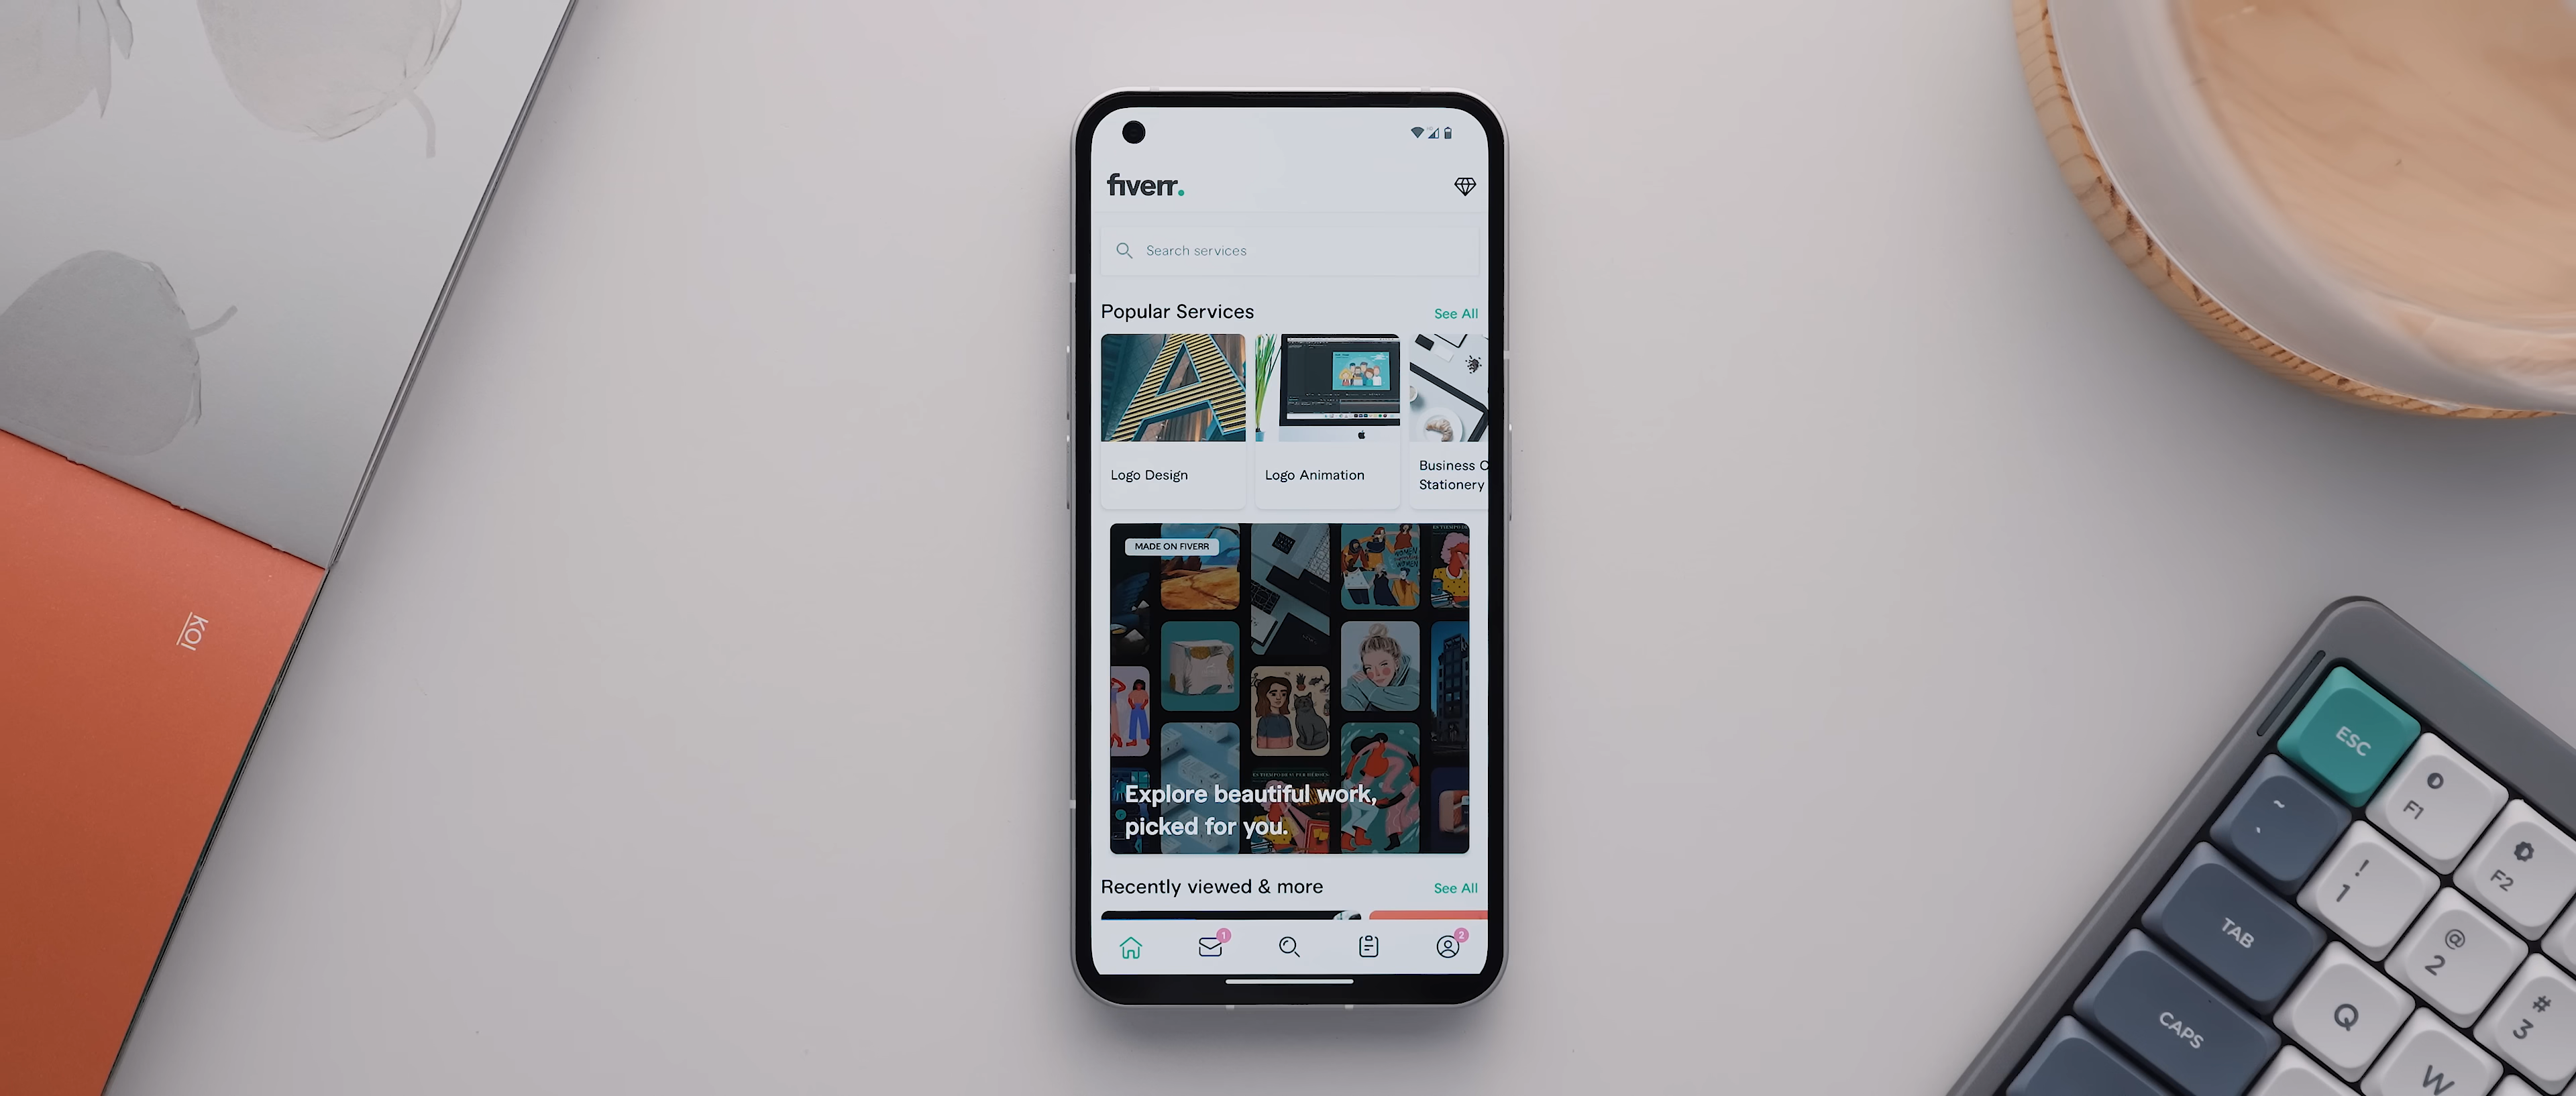 fiverr.
Search services
Popular Services
See All
Logo Design
Logo Animation
Business C
Stationery
MADE ON FIVERR
Explore beautiful work,
picked for you.
Recently viewed & more
See All
1
2
KOI
ESC
~
F1
F2
!
1
@
2
#
3
TAB
Q
W
CAPS